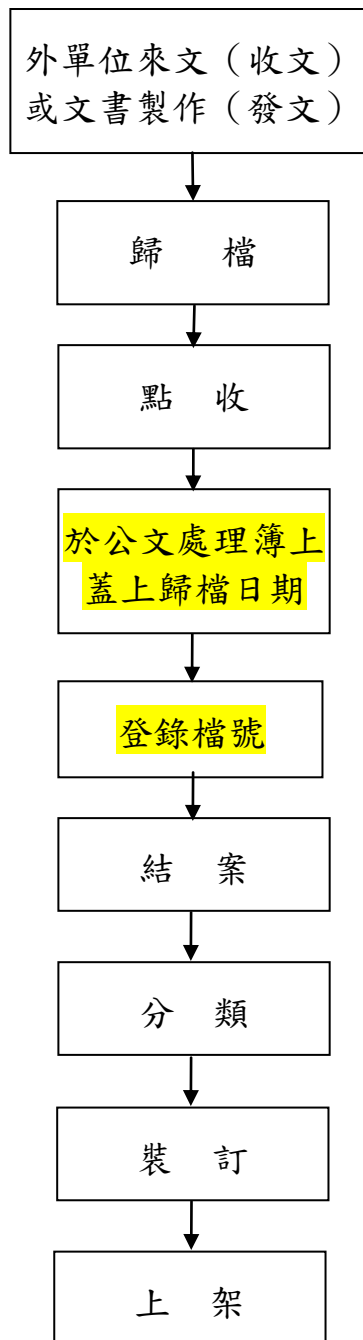 外單位來文（收文）
或文書製作（發文）
歸 檔
點 收
於公文處理簿上
蓋上歸檔日期
登錄檔號
結 案
分 類
裝 訂
上 架